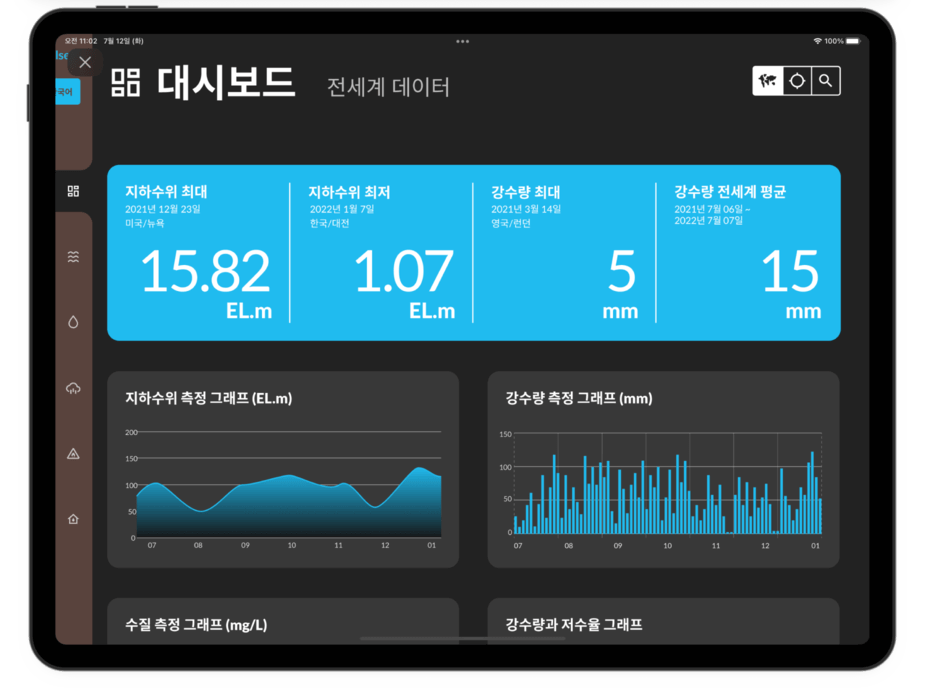 오전 11:02 7월 12일 (화)
100%
대시보드
전세계 데이터
지하수위 최대
2021년 12월 23일
미국/뉴욕
15.82
EL.m
지하수위 최저
2022년 1월 7일
한국/대전
1.07
EL.m
강수량 최대
2021년 3월 14일
영국/런던
5
mm
강수량 전세계 평균
2021년 7월 06일 ~
2022년 7월 07일
15
mm
지하수위 측정 그래프 (EL.m)
200
150
100
50
0
07 08 09 10 11 12 01
강수량 측정 그래프 (mm)
150
100
50
0
07 08 09 10 11 12 01
수질 측정 그래프 (mg/L)
강수량과 저수율 그래프